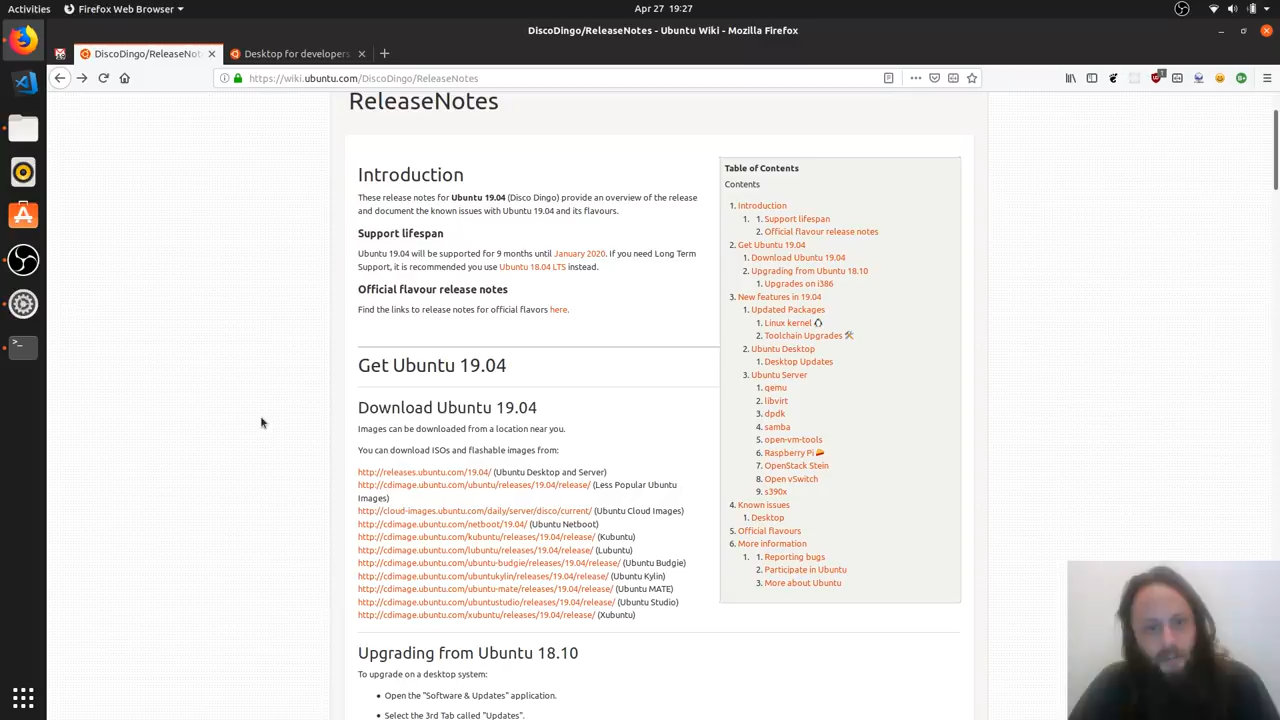 Activities
Firefox Web Browser
Apr 27 19:27
DiscoDingo/ReleaseNotes - Ubuntu Wiki - Mozilla Firefox
DiscoDingo/ReleaseNotes
Desktop for developers
https://wiki.ubuntu.com/DiscoDingo/ReleaseNotes
ReleaseNotes
Introduction
These release notes for Ubuntu 19.04 (Disco Dingo) provide an overview of the release
and document the known issues with Ubuntu 19.04 and its flavours.
Support lifespan
Ubuntu 19.04 will be supported for 9 months until January 2020. If you need Long Term
Support, it is recommended you use Ubuntu 18.04 LTS instead.
Official flavour release notes
Find the links to release notes for official flavors here.
Get Ubuntu 19.04
Download Ubuntu 19.04
Images can be downloaded from a location near you.
You can download ISOs and flashable images from:
http://releases.ubuntu.com/19.04/ (Ubuntu Desktop and Server)
http://cdimage.ubuntu.com/ubuntu/releases/19.04/release/ (Less Popular Ubuntu
Images)
http://cloud-images.ubuntu.com/daily/server/disco/current/ (Ubuntu Cloud Images)
http://cdimage.ubuntu.com/netboot/19.04/ (Ubuntu Netboot)
http://cdimage.ubuntu.com/kubuntu/releases/19.04/release/ (Kubuntu)
http://cdimage.ubuntu.com/lubuntu/releases/19.04/release/ (Lubuntu)
http://cdimage.ubuntu.com/ubuntu-budgie/releases/19.04/release/ (Ubuntu Budgie)
http://cdimage.ubuntu.com/ubuntukylin/releases/19.04/release/ (Ubuntu Kylin)
http://cdimage.ubuntu.com/ubuntu-mate/releases/19.04/release/ (Ubuntu MATE)
http://cdimage.ubuntu.com/ubuntustudio/releases/19.04/release/ (Ubuntu Studio)
http://cdimage.ubuntu.com/xubuntu/releases/19.04/release/ (Xubuntu)
Upgrading from Ubuntu 18.10
To upgrade on a desktop system:
• Open the "Software & Updates" application.
• Select the 3rd Tab called "Updates".
Table of Contents
Contents
1. Introduction
1. 1. Support lifespan
2. Official flavour release notes
2. Get Ubuntu 19.04
1. Download Ubuntu 19.04
2. Upgrading from Ubuntu 18.10
1. Upgrades on i386
3. New features in 19.04
1. Updated Packages
1. Linux kernel
2. Toolchain Upgrades
2. Ubuntu Desktop
1. Desktop Updates
3. Ubuntu Server
1. qemu
2. libvirt
3. dpdk
4. samba
5. open-vm-tools
6. Raspberry Pi
7. OpenStack Stein
8. Open vSwitch
9. s390x
4. Known issues
1. Desktop
5. Official flavours
6. More information
1. 1. Reporting bugs
2. Participate in Ubuntu
3. More about Ubuntu